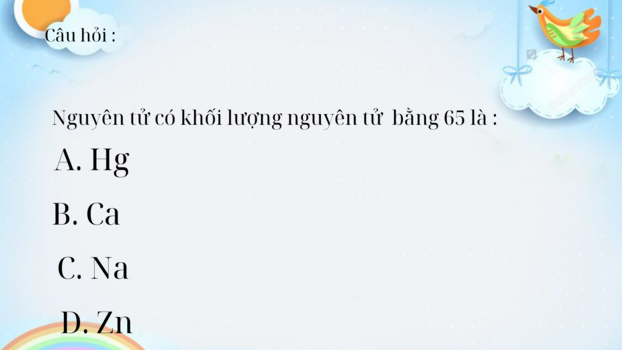 Câu hỏi :
Nguyên tử có khối lượng nguyên tử bằng 65 là :
A. Hg
B. Ca
C. Na
D. Zn